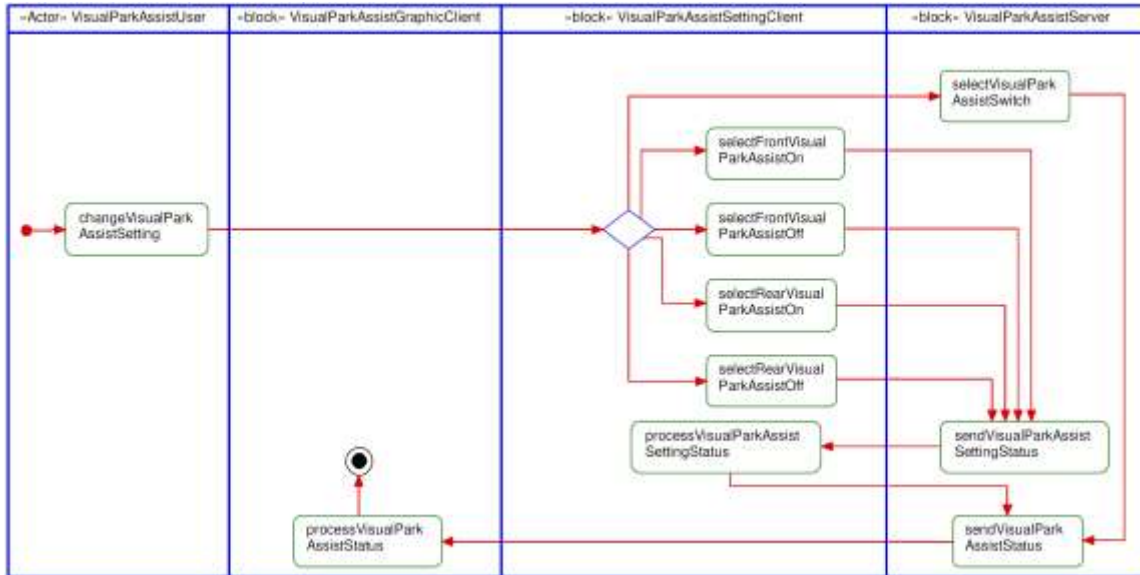 «Actor» VisualParkAssistUser
«block» VisualParkAssistGraphicClient
«block» VisualParkAssistSettingClient
«block» VisualParkAssistServer
selectVisualPark
AssistSwitch
selectFrontVisual
ParkAssistOn
changeVisualPark
AssistSetting
selectFrontVisual
ParkAssistOff
selectRearVisual
ParkAssistOn
selectRearVisual
ParkAssistOff
processVisualParkAssist
SettingStatus
sendVisualParkAssist
SettingStatus
processVisualPark
AssistStatus
sendVisualPark
AssistStatus